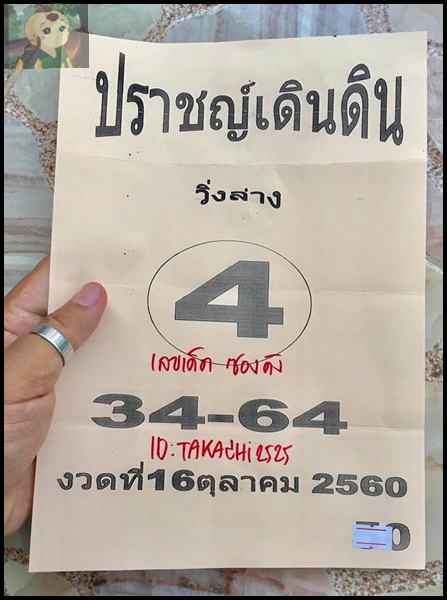 ปราชญ์เดินดิน
วิ่งล่าง
4
เลขเด็ด ซองดัง
34-64
ID:TAKAChi2525
งวดที่16ตุลาคม 2560